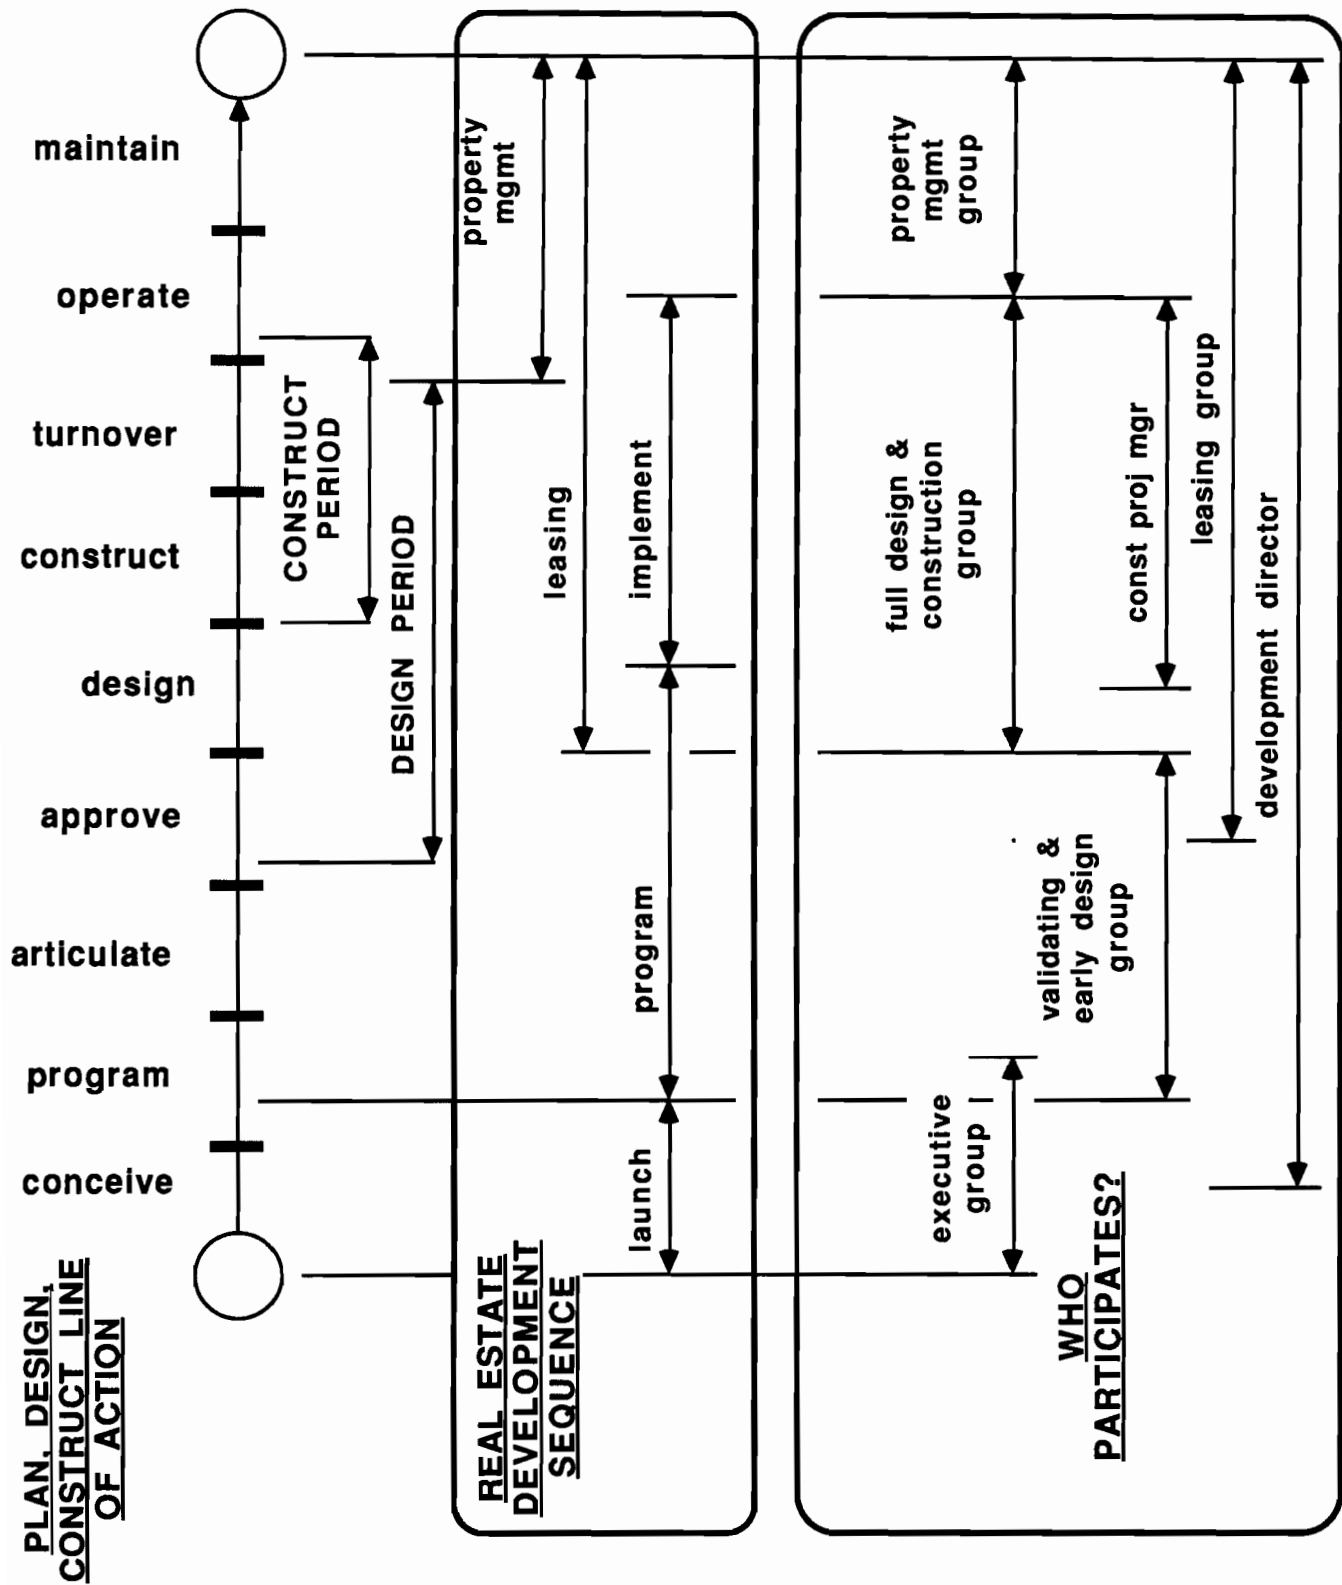 PLAN, DESIGN,
CONSTRUCT LINE
OF ACTION
conceive
program
articulate
approve
design
construct
turnover
operate
maintain
CONSTRUCT
PERIOD
DESIGN PERIOD
REAL ESTATE
DEVELOPMENT
SEQUENCE
property
mgmt
leasing
launch
program
implement
WHO
PARTICIPATES?
executive
group
full design &
construction
group
property
mgmt
group
validating &
early design
group
const proj mgr
leasing group
development director